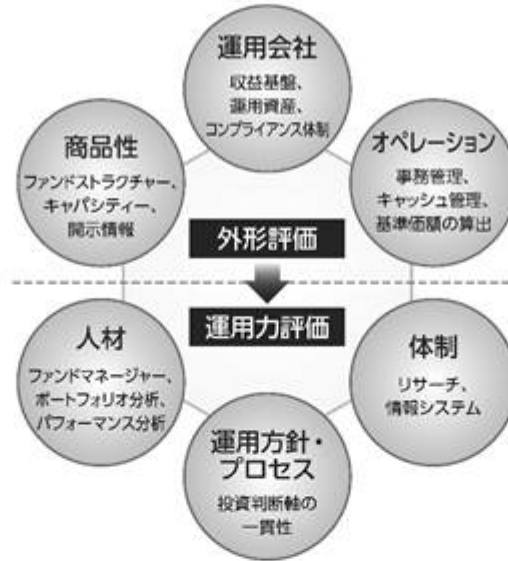 運用会社
収益基盤、
運用資産、
コンプライアンス体制
商品性
ファンドストラクチャー、
キャパシティー、
開示情報
オペレーション
事務管理、
キャッシュ管理、
基準価額の算出
外形評価
運用力評価
人材
ファンドマネージャー、
ポートフォリオ分析、
パフォーマンス分析
体制
リサーチ、
情報システム
運用方針・
プロセス
投資判断軸の
一貫性